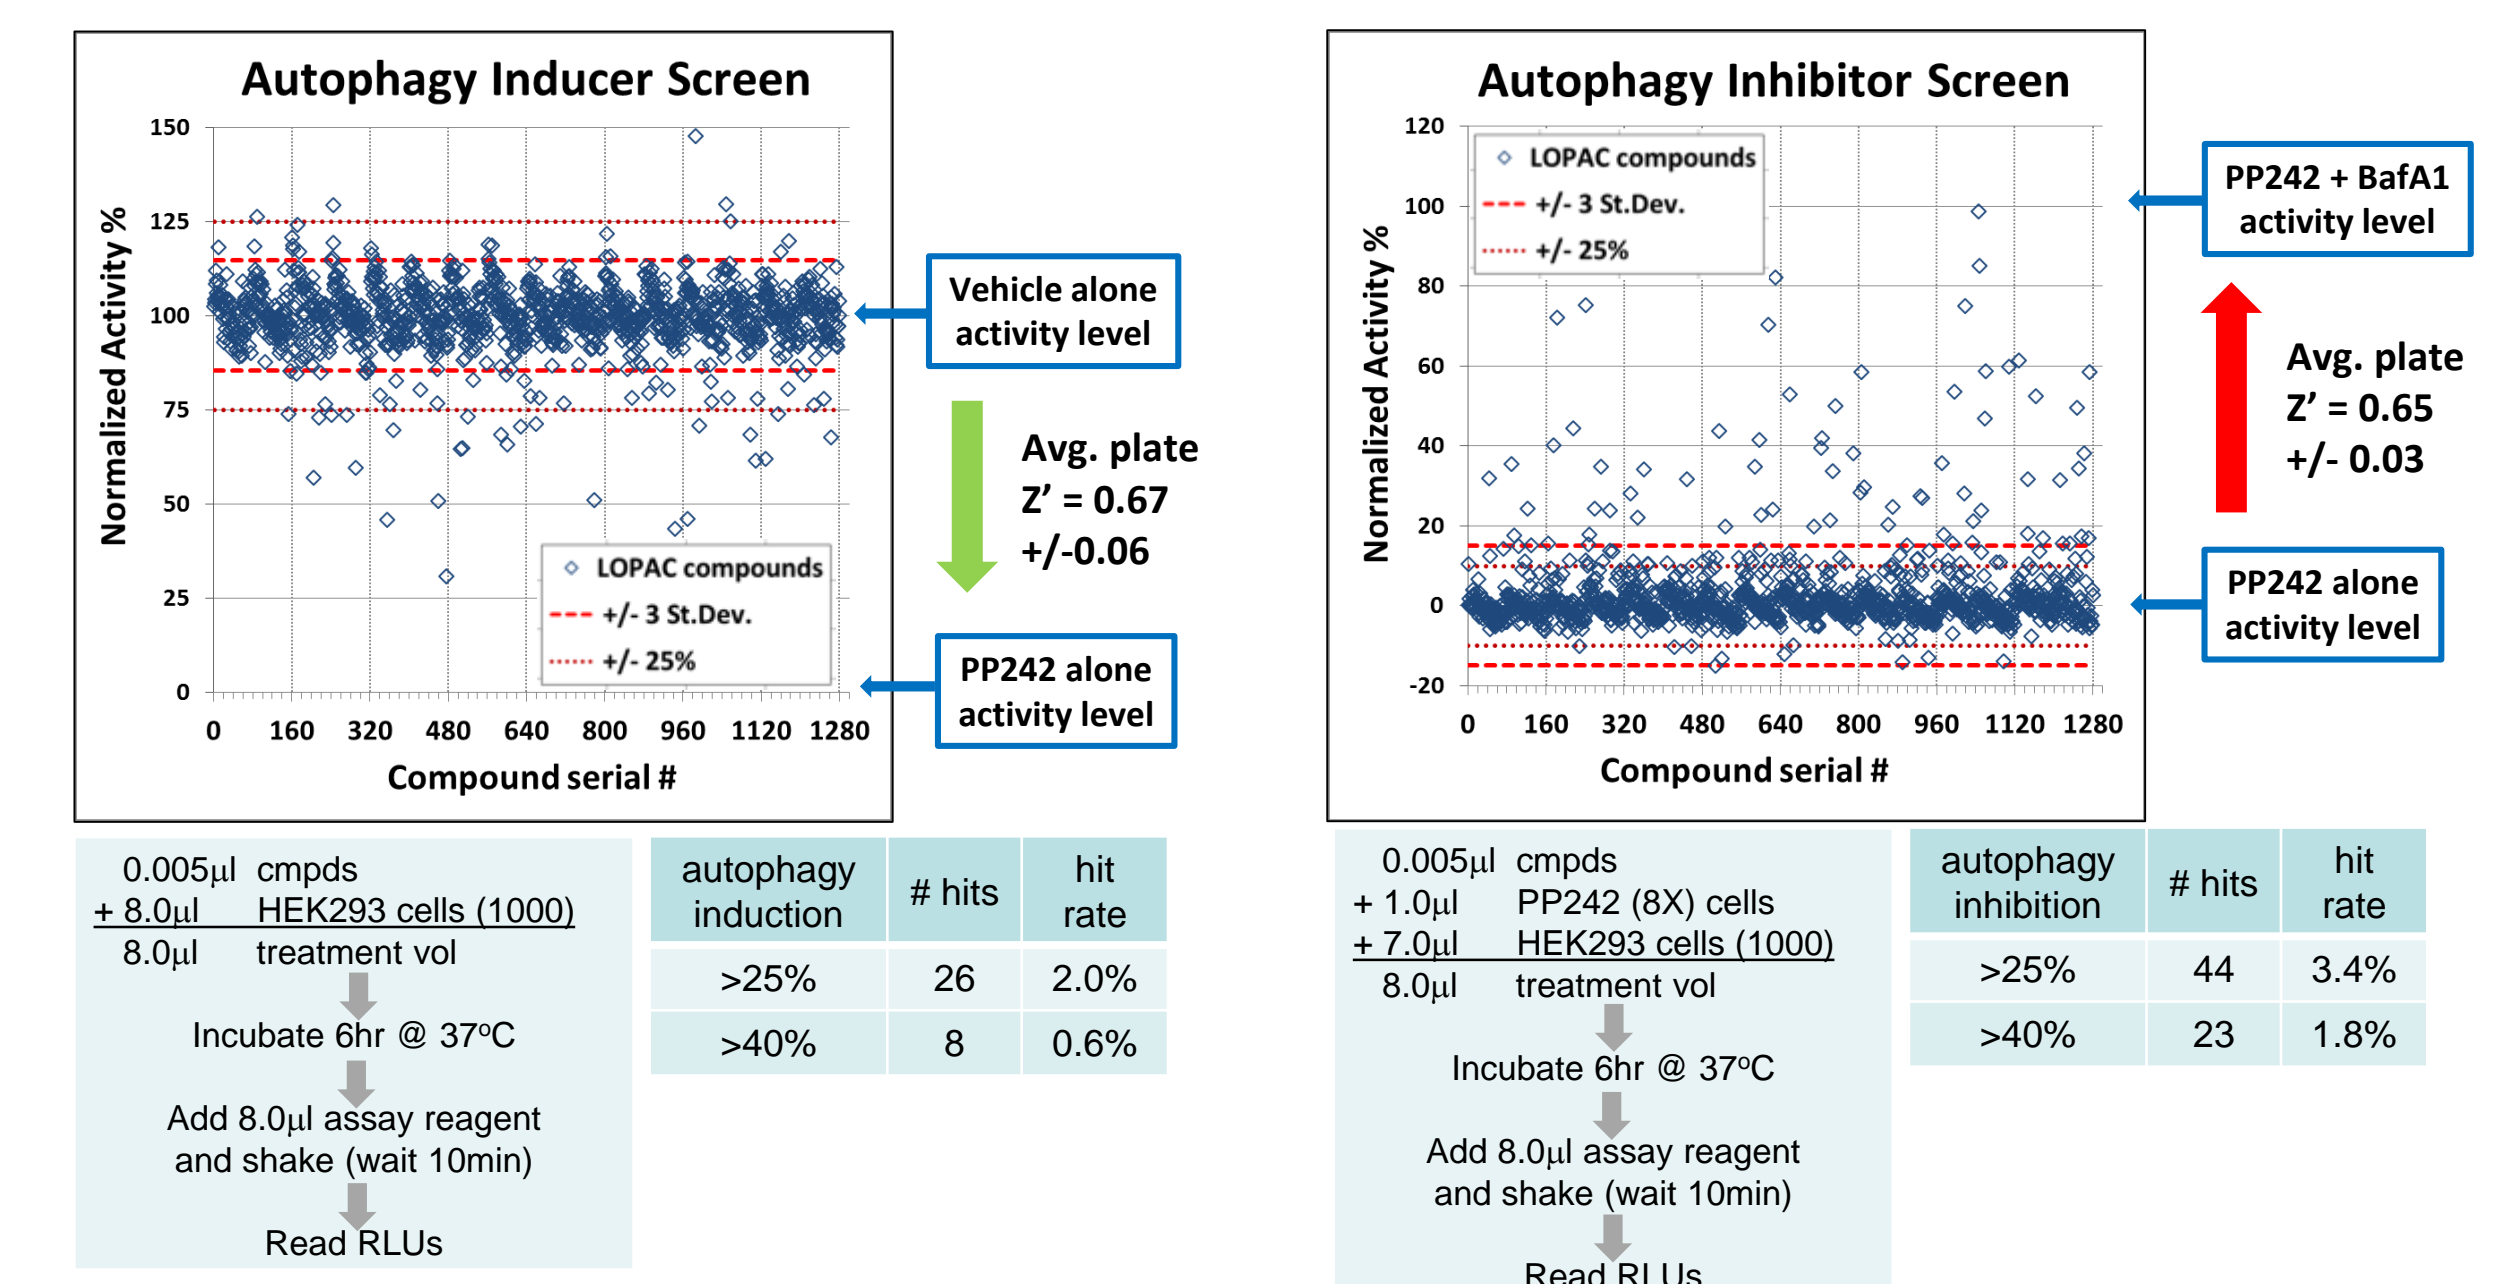 Autophagy Inducer Screen
Normalized Activity %
150
125
100
75
50
25
0
0 160 320 480 640 800 960 1120 1280
Compound serial #
LOPAC compounds
+/- 3 St.Dev.
+/- 25%
Vehicle alone
activity level
Avg. plate
Z’ = 0.67
+/-0.06
PP242 alone
activity level
0.005µl cmpds
+ 8.0µl HEK293 cells (1000)
8.0µl treatment vol
Incubate 6hr @ 37°C
Add 8.0µl assay reagent
and shake (wait 10min)
Read RLUs
autophagy induction # hits hit rate
>25% 26 2.0%
>40% 8 0.6%
Autophagy Inhibitor Screen
Normalized Activity %
120
100
80
60
40
20
0
-20
0 160 320 480 640 800 960 1120 1280
Compound serial #
LOPAC compounds
+/- 3 St.Dev.
+/- 25%
PP242 + BafA1
activity level
Avg. plate
Z’ = 0.65
+/- 0.03
PP242 alone
activity level
0.005µl cmpds
+ 1.0µl PP242 (8X) cells
+ 7.0µl HEK293 cells (1000)
8.0µl treatment vol
Incubate 6hr @ 37°C
Add 8.0µl assay reagent
and shake (wait 10min)
Read RLUs
autophagy inhibition # hits hit rate
>25% 44 3.4%
>40% 23 1.8%